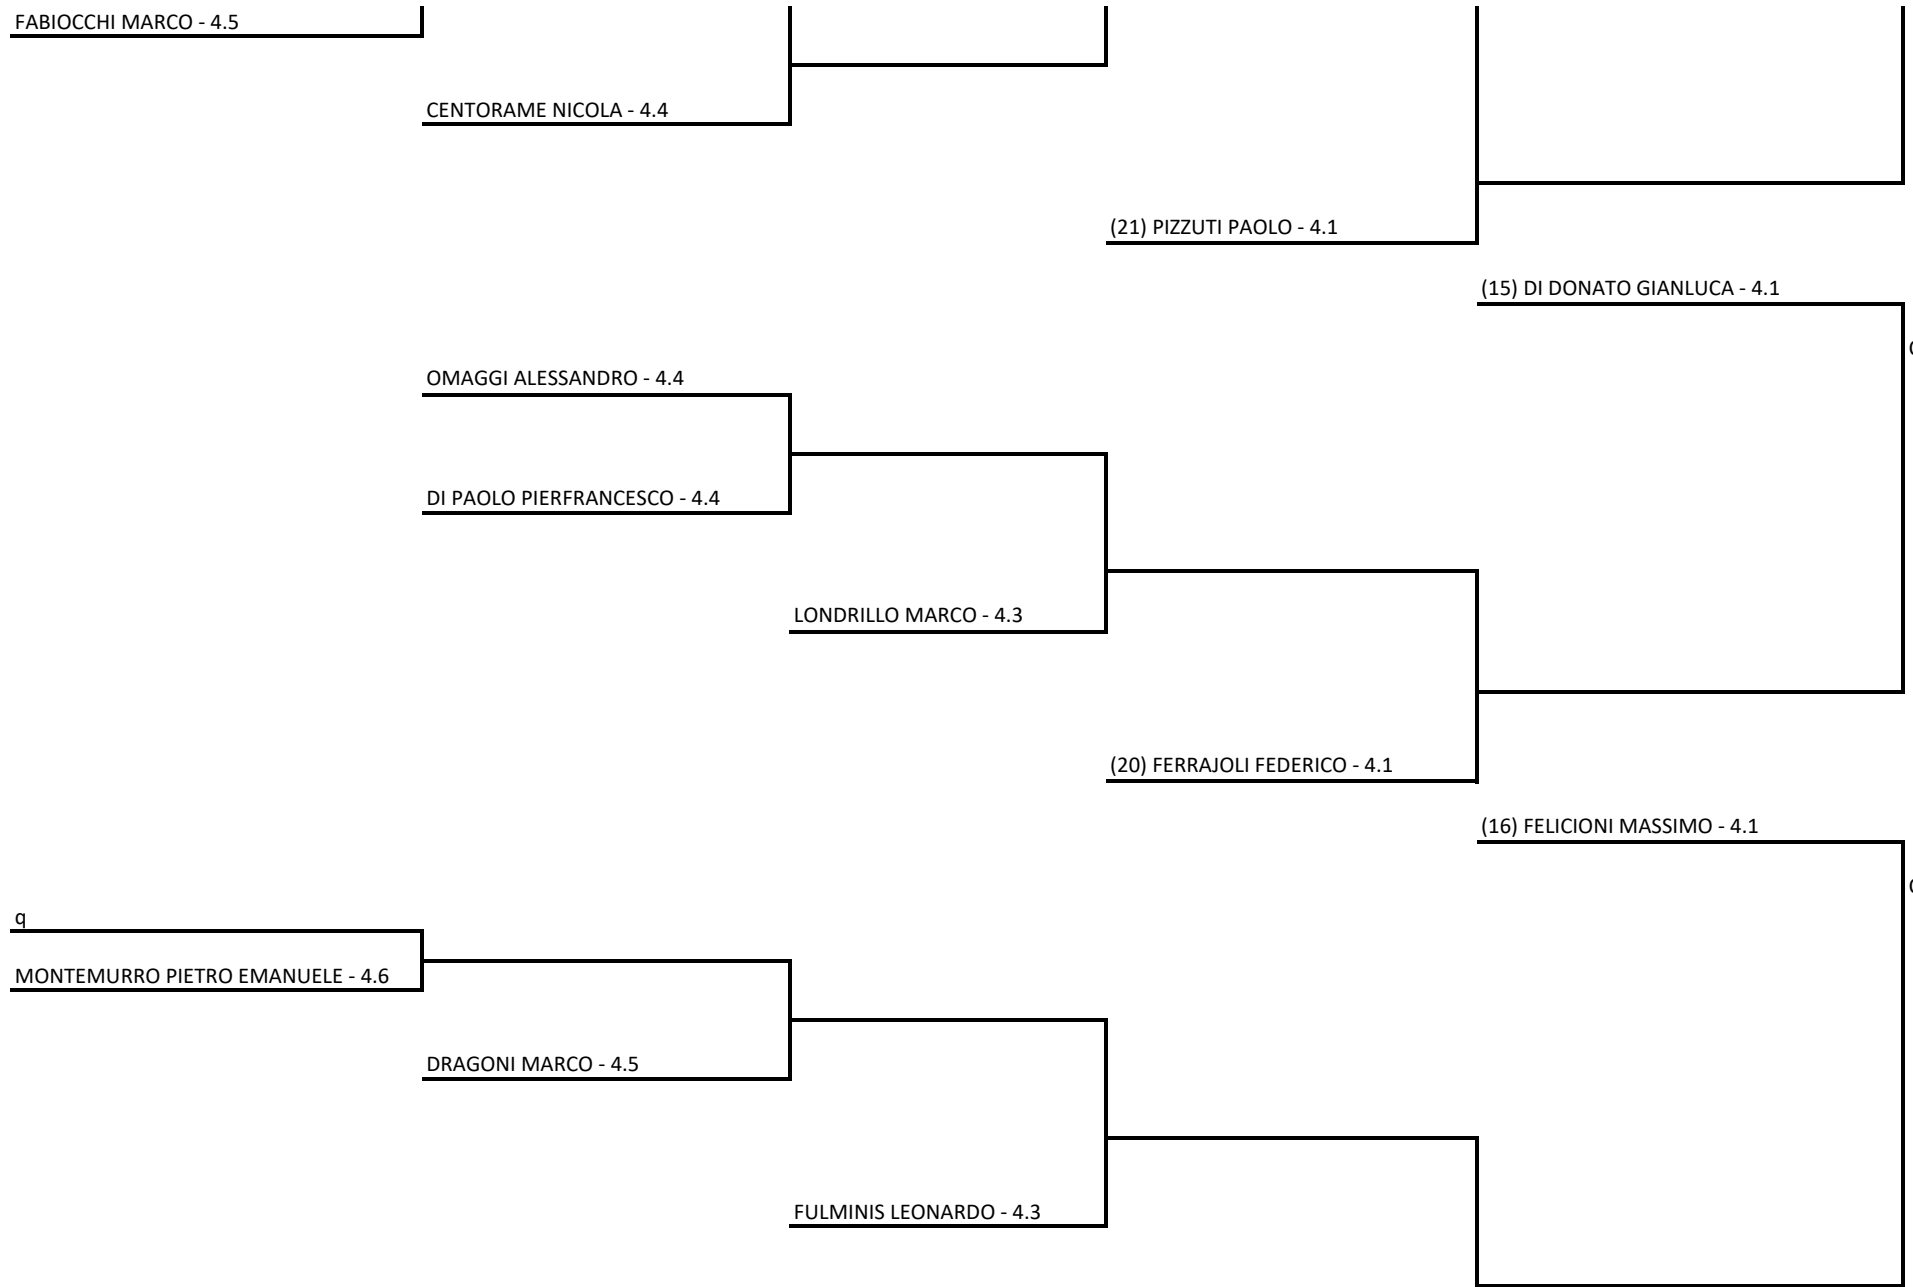 FABIOCCHI MARCO - 4.5
CENTORAME NICOLA - 4.4
(21) PIZZUTI PAOLO - 4.1
(15) DI DONATO GIANLUCA - 4.1
OMAGGI ALESSANDRO - 4.4
DI PAOLO PIERFRANCESCO - 4.4
LONDRILLO MARCO - 4.3
(20) FERRAJOLI FEDERICO - 4.1
(16) FELICIONI MASSIMO - 4.1
q
MONTEMURRO PIETRO EMANUELE - 4.6
DRAGONI MARCO - 4.5
FULMINIS LEONARDO - 4.3